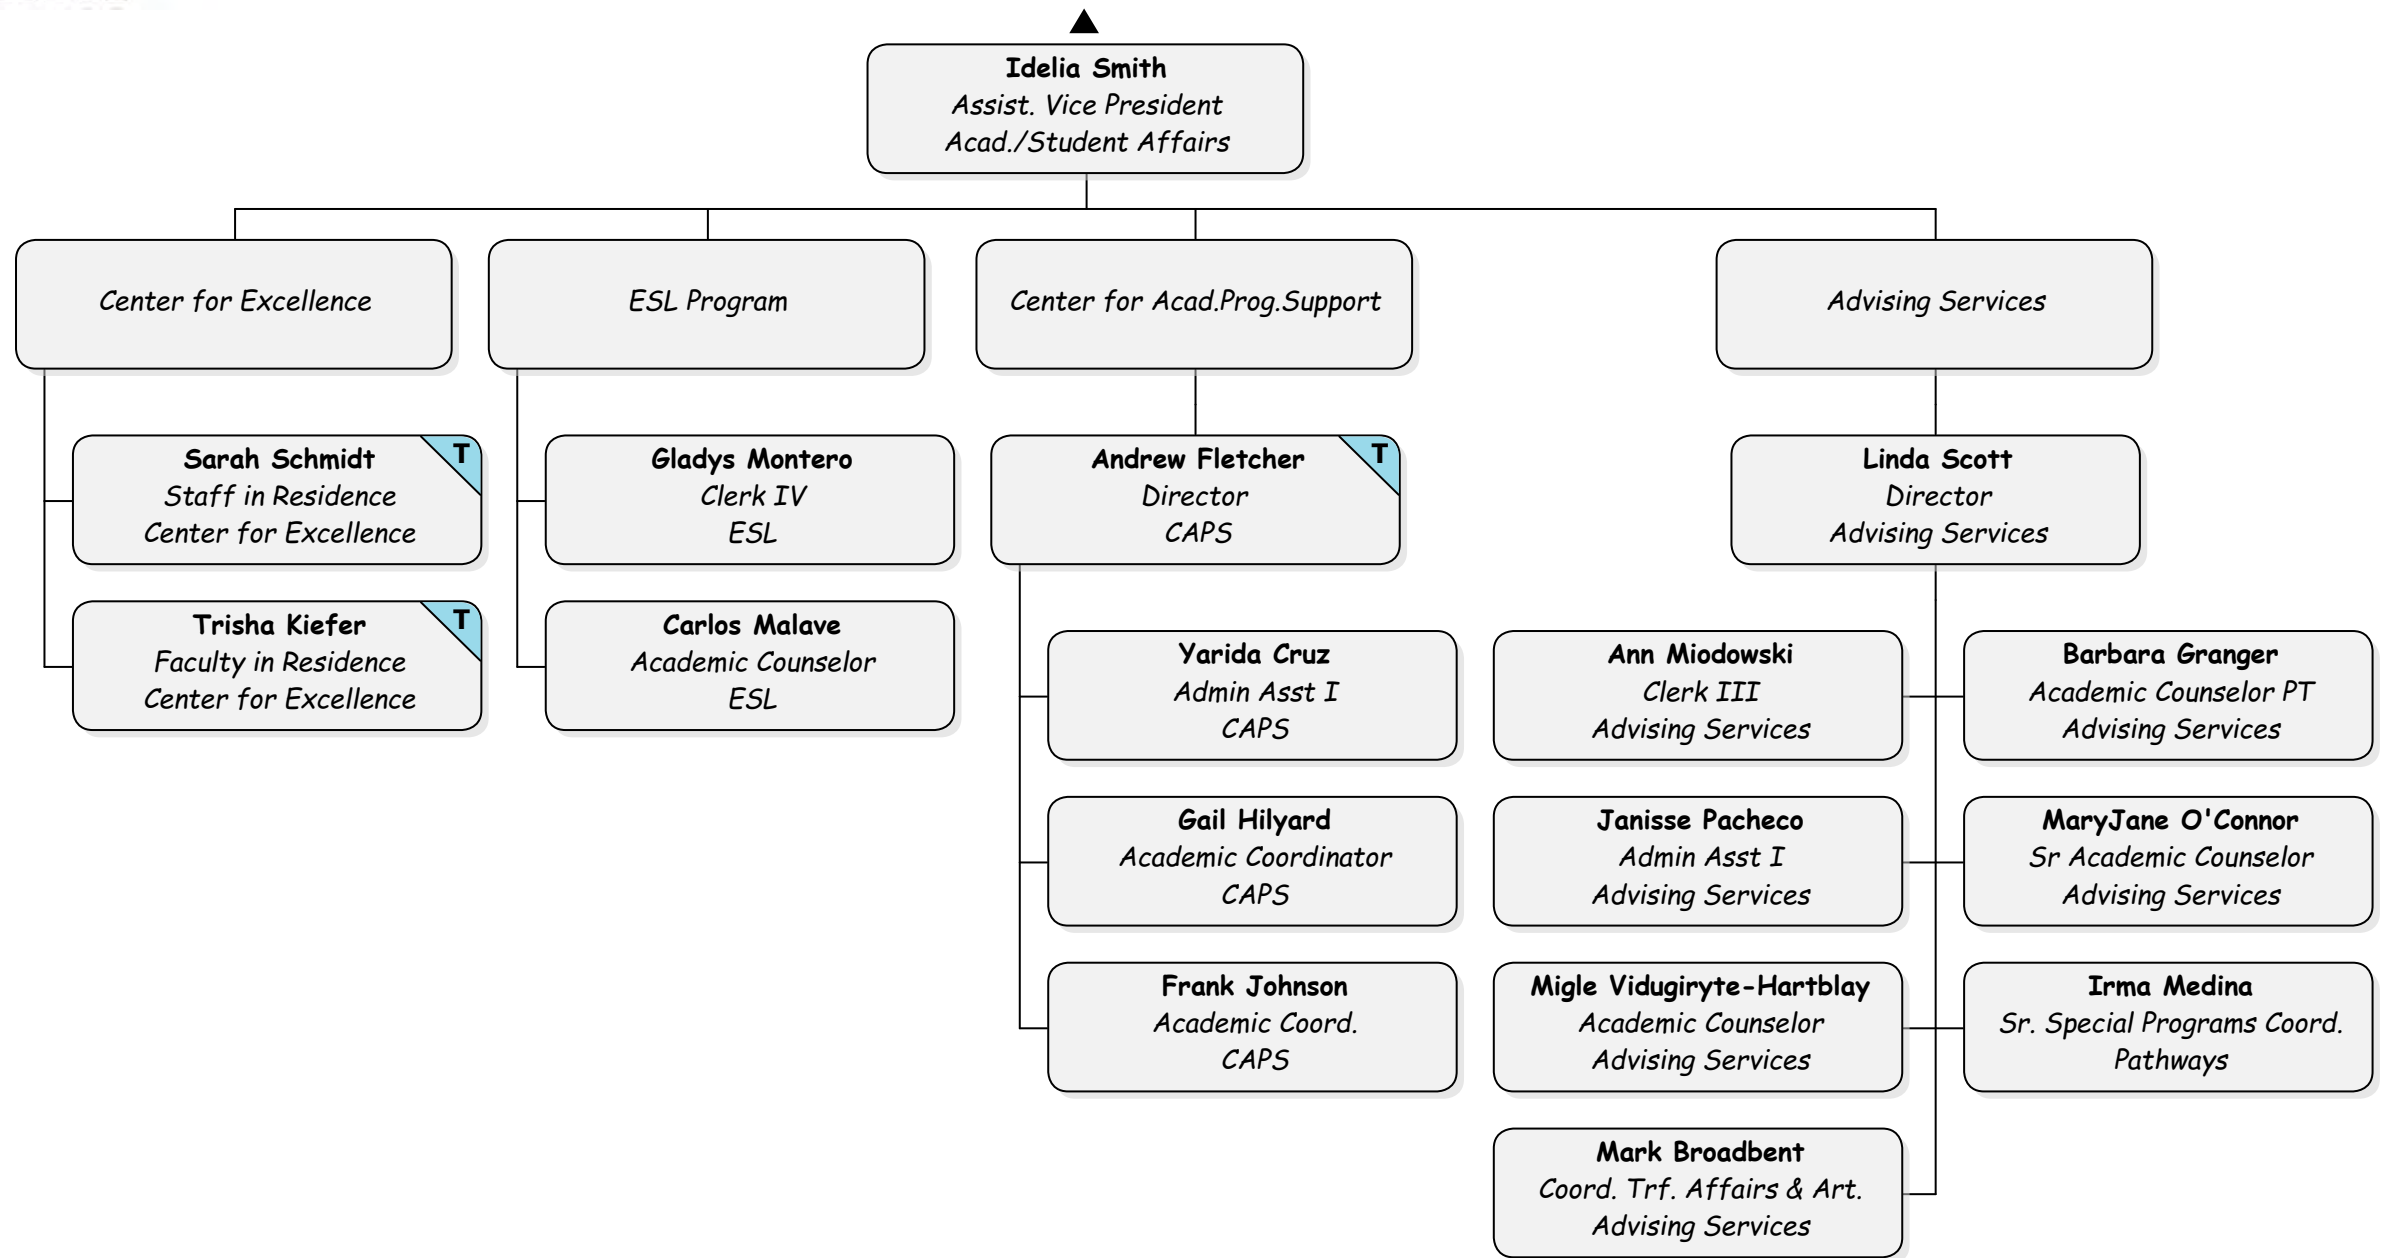 Idelia Smith
Assist. Vice President
Acad./Student Affairs
Center for Excellence
ESL Program
Center for Acad.Prog.Support
Advising Services
Sarah Schmidt
Staff in Residence
Center for Excellence
T
Trisha Kiefer
Faculty in Residence
Center for Excellence
T
Gladys Montero
Clerk IV
ESL
Carlos Malave
Academic Counselor
ESL
Andrew Fletcher
Director
CAPS
T
Yarida Cruz
Admin Asst I
CAPS
Gail Hilyard
Academic Coordinator
CAPS
Frank Johnson
Academic Coord.
CAPS
Linda Scott
Director
Advising Services
Ann Miodowski
Clerk III
Advising Services
Barbara Granger
Academic Counselor PT
Advising Services
Janisse Pacheco
Admin Asst I
Advising Services
MaryJane O'Connor
Sr Academic Counselor
Advising Services
Migle Vidugiryte-Hartblay
Academic Counselor
Advising Services
Irma Medina
Sr. Special Programs Coord.
Pathways
Mark Broadbent
Coord. Trf. Affairs & Art.
Advising Services